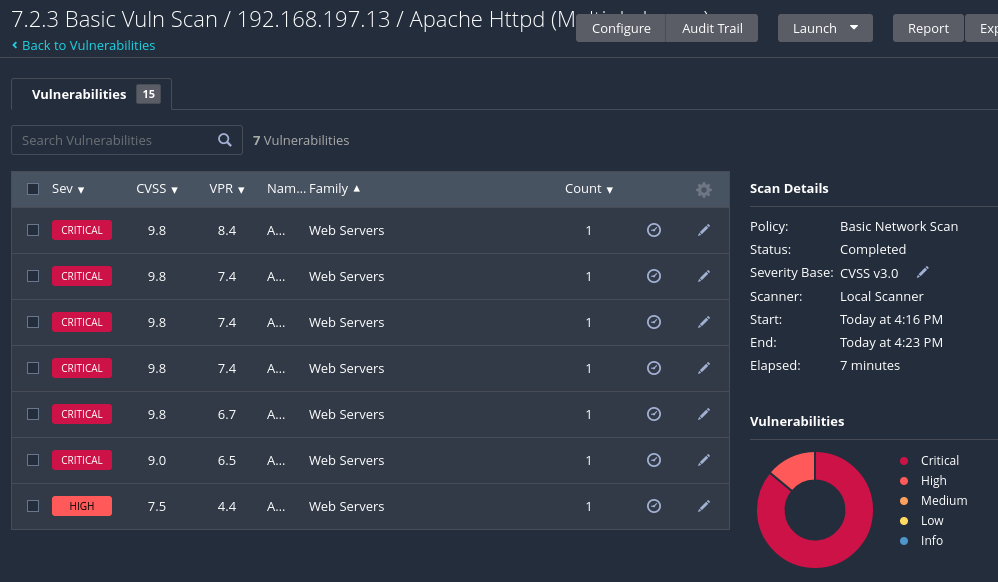 7.2.3 Basic Vuln Scan / 192.168.197.13 / Apache Httpd
Configure Audit Trail Launch Report Exp
Back to Vulnerabilities
Vulnerabilities 15
Search Vulnerabilities 7 Vulnerabilities
Sev CVSS VPR Nam... Family Count
CRITICAL 9.8 8.4 A... Web Servers 1
CRITICAL 9.8 7.4 A... Web Servers 1
CRITICAL 9.8 7.4 A... Web Servers 1
CRITICAL 9.8 7.4 A... Web Servers 1
CRITICAL 9.8 6.7 A... Web Servers 1
CRITICAL 9.0 6.5 A... Web Servers 1
HIGH 7.5 4.4 A... Web Servers 1
Scan Details
Policy: Basic Network Scan
Status: Completed
Severity Base: CVSS v3.0
Scanner: Local Scanner
Start: Today at 4:16 PM
End: Today at 4:23 PM
Elapsed: 7 minutes
Vulnerabilities
Critical
High
Medium
Low
Info